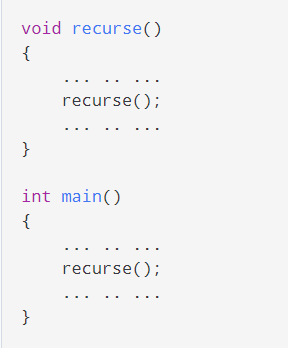 void recurse()
{
    ... .. ...
    recurse();
    ... .. ...
}

int main()
{
    ... .. ...
    recurse();
    ... .. ...
}